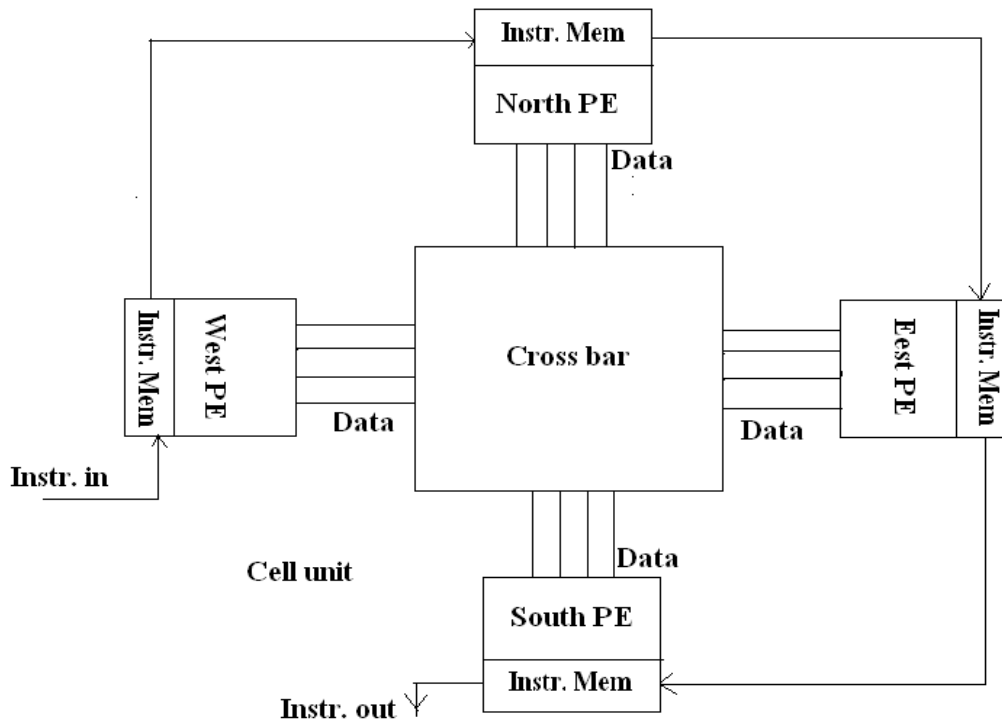 Instr. Mem
North PE
Data
Instr. Mem
West PE
Data
Cross bar
Data
Eest PE
Instr. Mem
Instr. in
Cell unit
Data
South PE
Instr. Mem
Instr. out